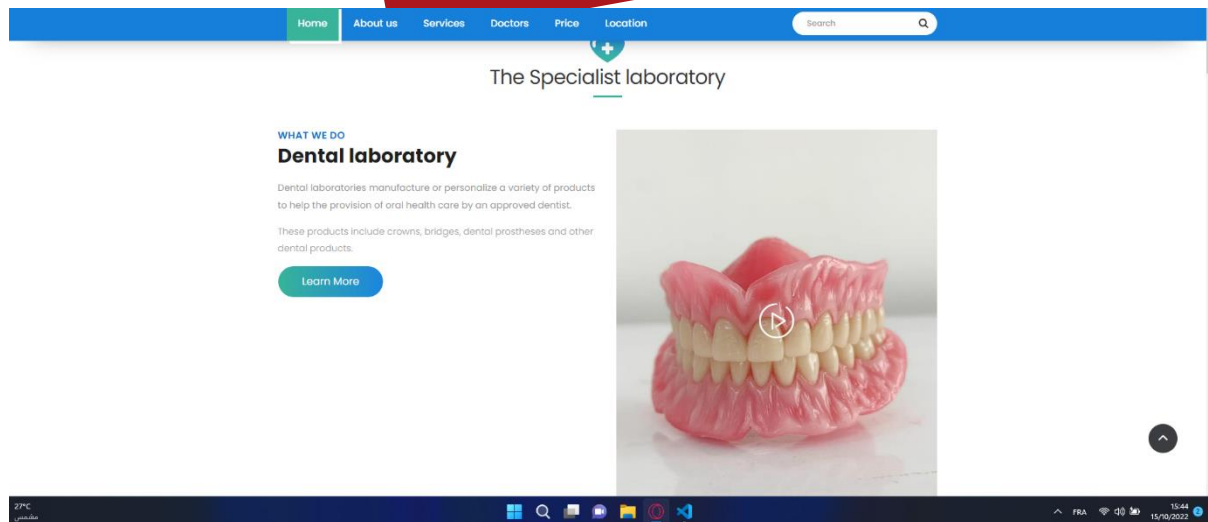 Home About us Services Doctors Price Location Search
The Specialist laboratory
WHAT WE DO
Dental laboratory
Dental laboratories manufacture or personalize a variety of products
to help the provision of oral health care by an approved dentist.
These products include crowns, bridges, dental prostheses and other
dental products.
Learn More
27°C
مشمس
FRA
15:44
15/10/2022
2